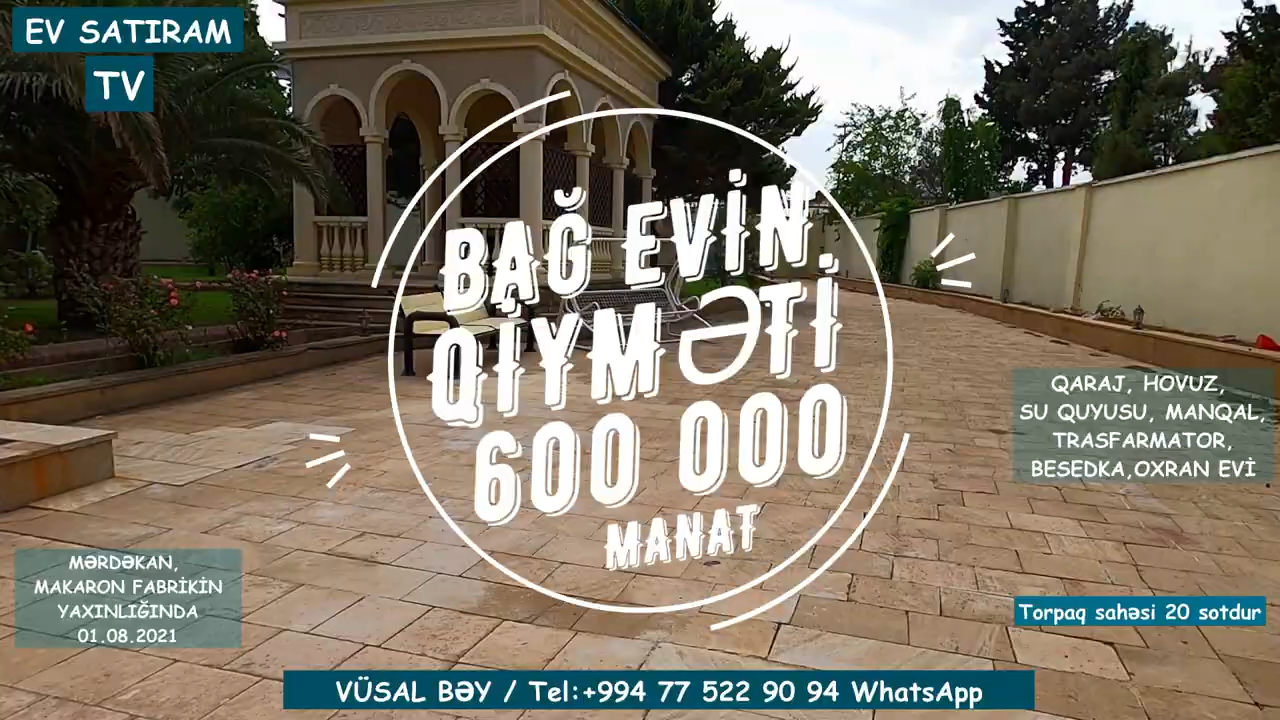 EV SATIRAM
TV
BAĞ EVİN
QİYMƏTİ
600 000
MANAT
QARAJ, HOVUZ,
SU QUYUSU, MANQAL,
TRASFARMATOR,
BESEDKA,OXRAN EVİ
MƏRDƏKAN,
MAKARON FABRİKİN
YAXINLIĞINDA
01.08.2021
Torpaq sahəsi 20 sotdur
VÜSAL BƏY / Tel:+994 77 522 90 94 WhatsApp